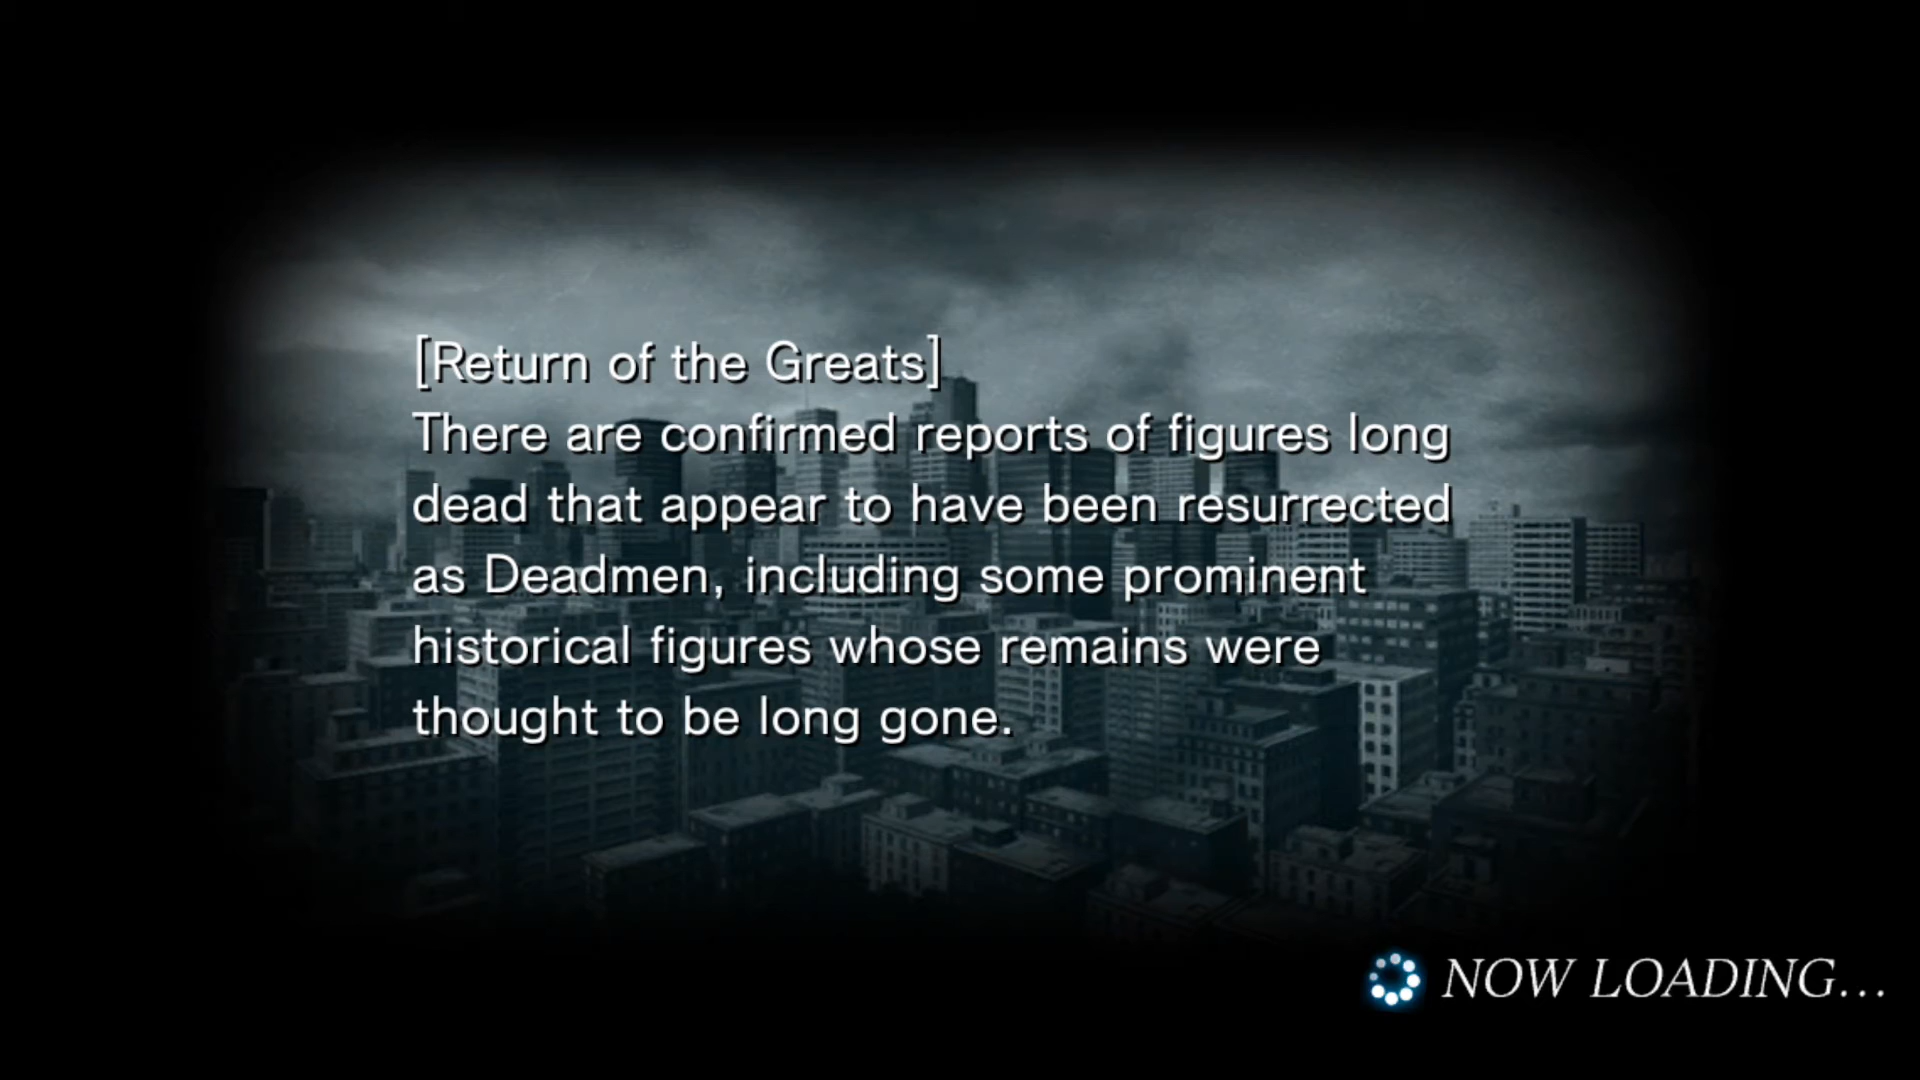 [Return of the Greats]
There are confirmed reports of figures long
dead that appear to have been resurrected
as Deadmen, including some prominent
historical figures whose remains were
thought to be long gone.
NOW LOADING...